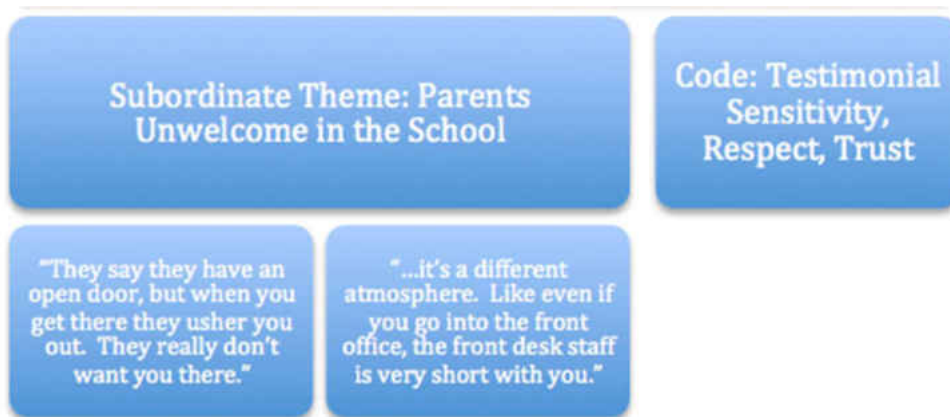 Subordinate Theme: Parents
Unwelcome in the School
Code: Testimonial
Sensitivity,
Respect, Trust
"They say they have an
open door, but when you
get there they usher you
out. They really don't
want you there."
"...it's a different
atmosphere. Like even if
you go into the front
office, the front desk staff
is very short with you."